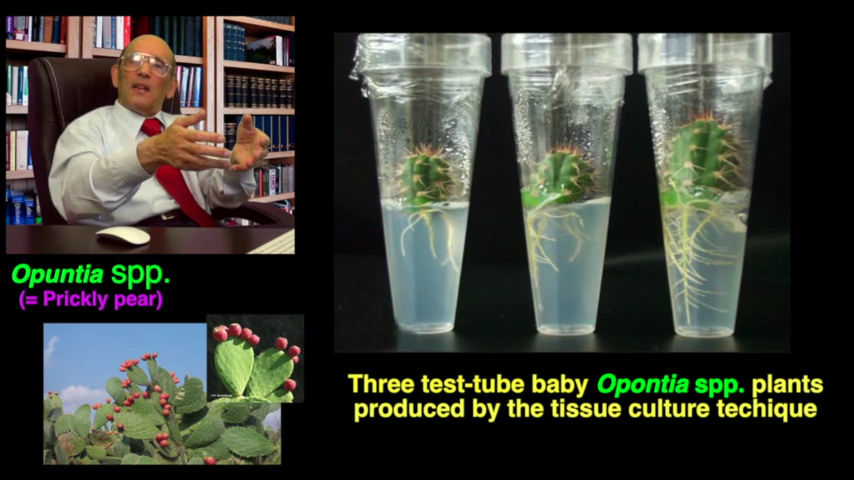 Opuntia spp.
(= Prickly pear)
Three test-tube baby Opontia spp. plants
produced by the tissue culture techique